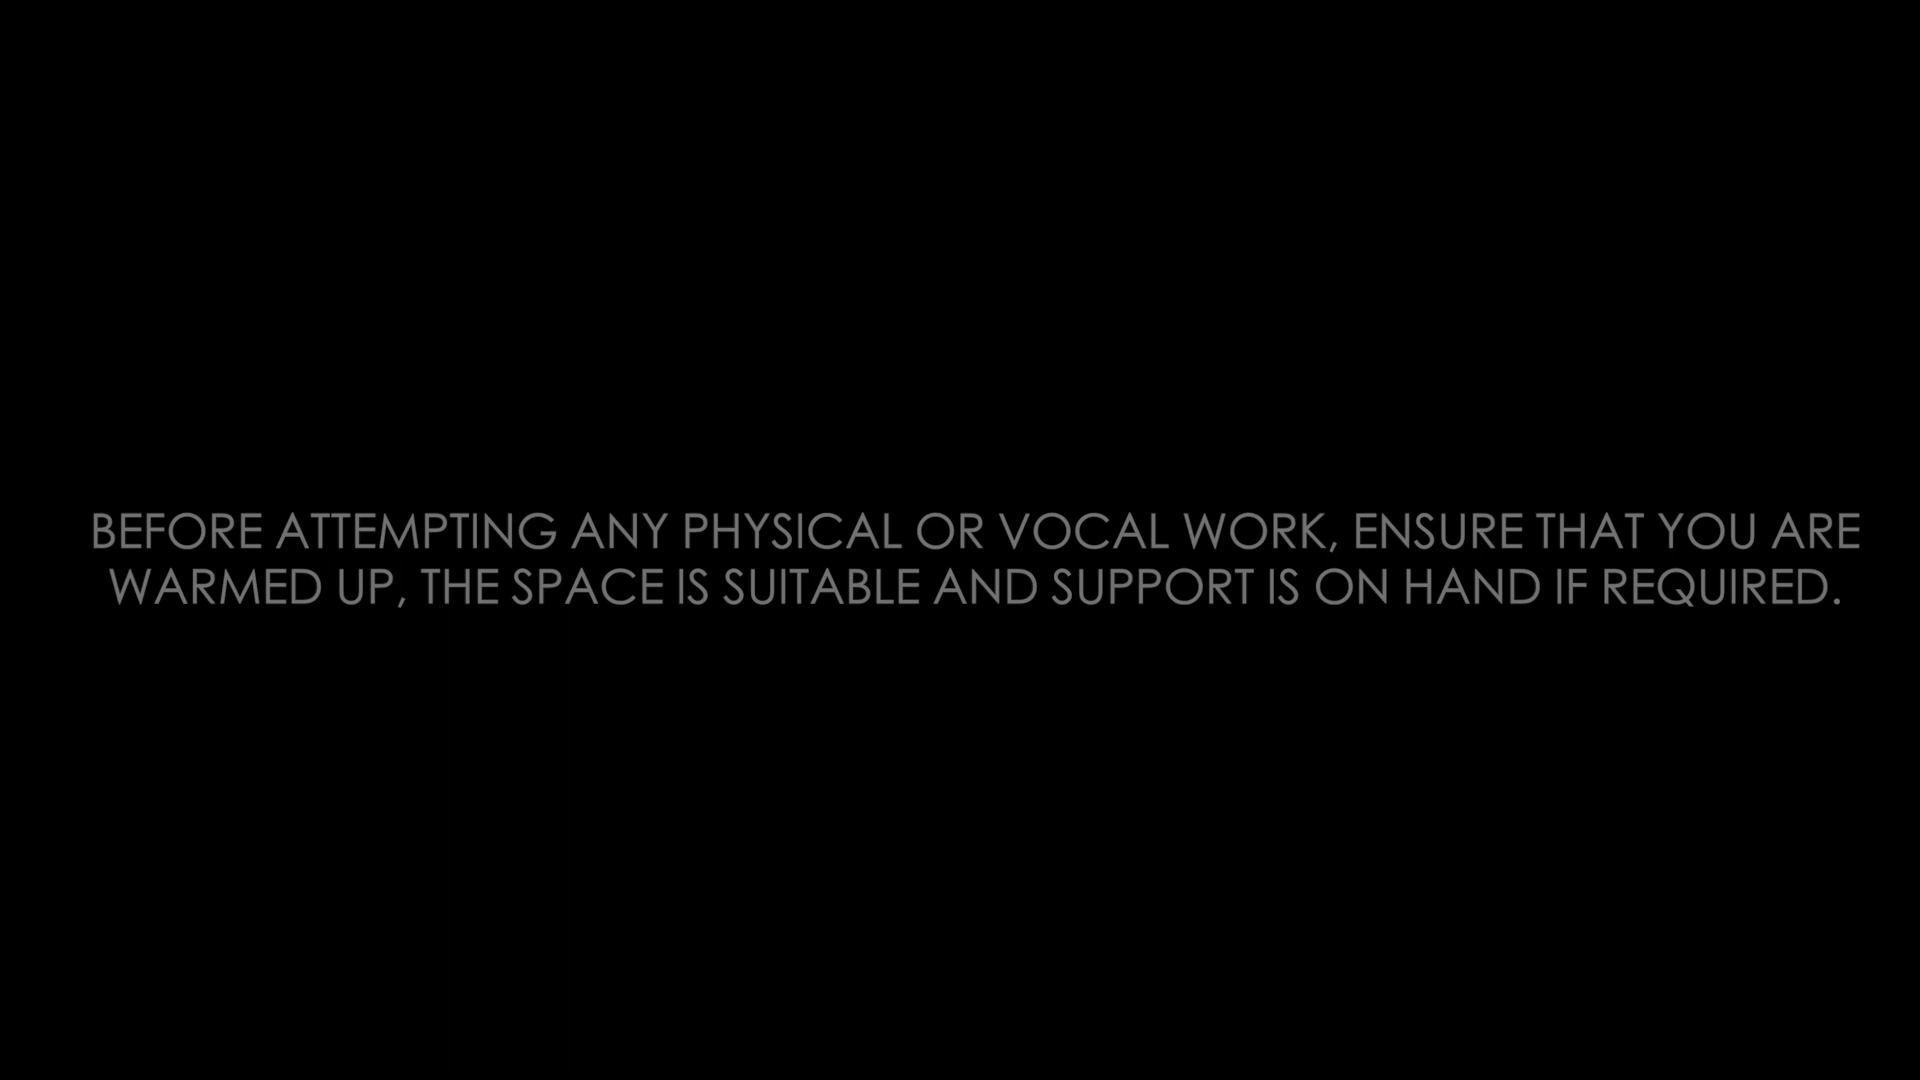 BEFORE ATTEMPTING ANY PHYSICAL OR VOCAL WORK, ENSURE THAT YOU ARE
WARMED UP, THE SPACE IS SUITABLE AND SUPPORT IS ON HAND IF REQUIRED.